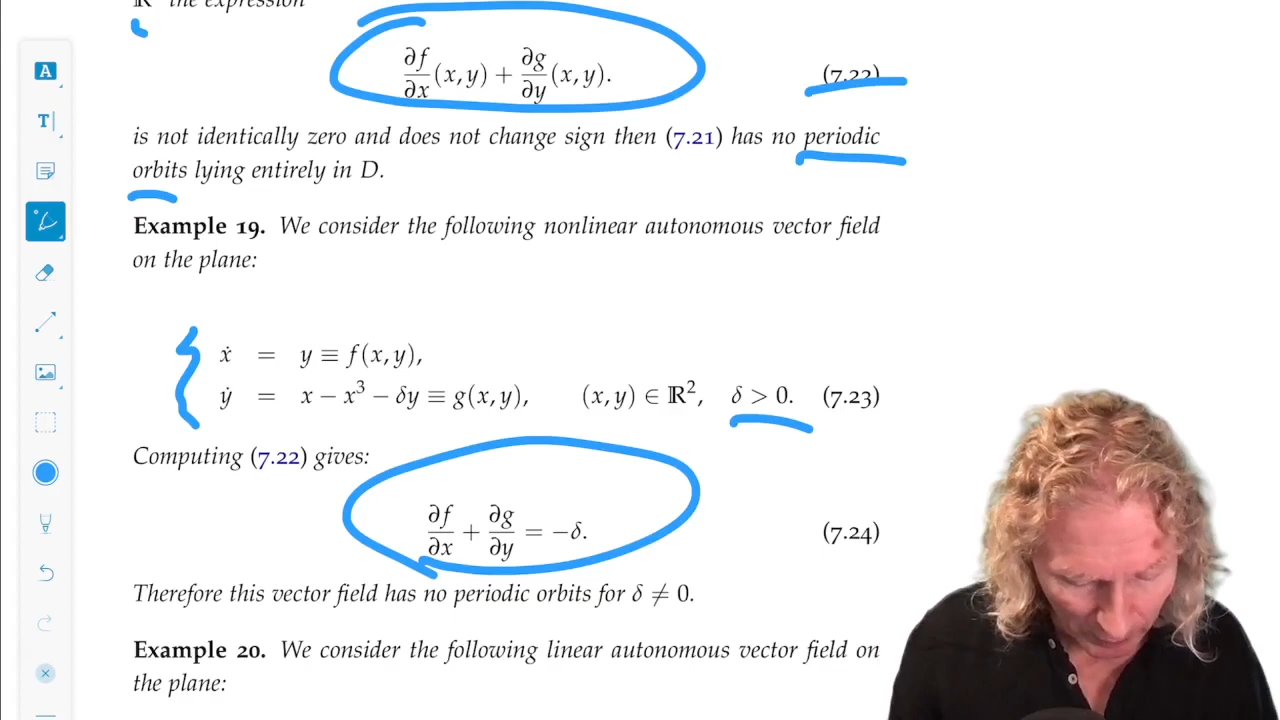 ℝ² the expression
∂f/∂x (x, y) + ∂g/∂y (x, y). (7.22)
is not identically zero and does not change sign then (7.21) has no periodic
orbits lying entirely in D.
Example 19. We consider the following nonlinear autonomous vector field
on the plane:
ẋ = y ≡ f(x, y),
ẏ = x − x³ − δy ≡ g(x, y), (x, y) ∈ ℝ², δ > 0. (7.23)
Computing (7.22) gives:
∂f/∂x + ∂g/∂y = −δ. (7.24)
Therefore this vector field has no periodic orbits for δ ≠ 0.
Example 20. We consider the following linear autonomous vector field on
the plane: